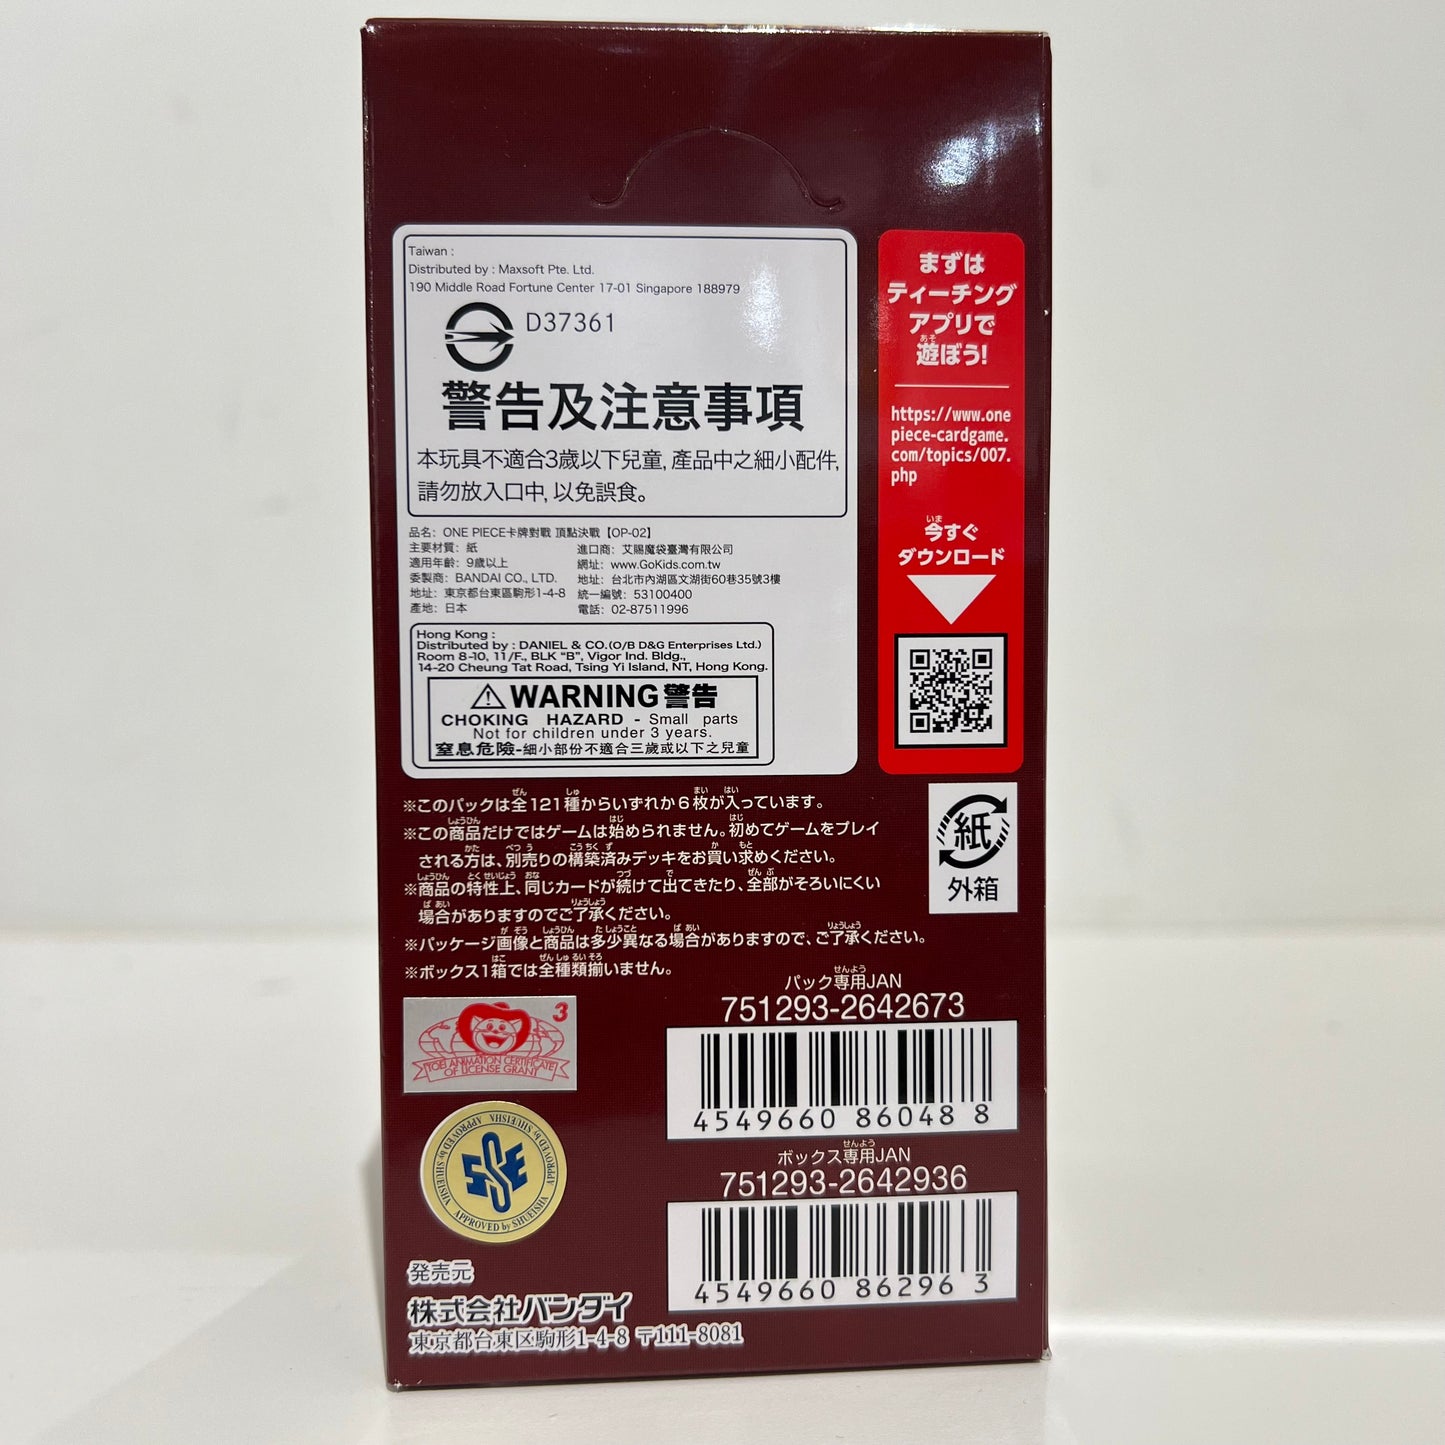 Taiwan :
Distributed by : Maxsoft Pte. Ltd.
190 Middle Road Fortune Center 17-01 Singapore 188979
D37361
警告及注意事項
本玩具不適合3歲以下兒童, 產品中之細小配件,
請勿放入口中, 以免誤食。
品名: ONE PIECE卡牌對戰 頂點決戰【OP-02】
主要材質: 紙
適用年齡: 9歲以上
委製商: BANDAI CO., LTD.
地址: 東京都台東區駒形1-4-8
產地: 日本
進口商: 艾賜魔袋臺灣有限公司
網址: www.GoKids.com.tw
地址: 台北市內湖區文湖街60巷35號3樓
統一編號: 53100400
電話: 02-87511996
Hong Kong :
Distributed by : DANIEL & CO.(O/B D&G Enterprises Ltd.)
Room 8-10, 11/F., BLK "B", Vigor Ind. Bldg.,
14-20 Cheung Tat Road, Tsing Yi Island, NT, Hong Kong.
WARNING 警告
CHOKING HAZARD - Small parts
Not for children under 3 years.
窒息危險-細小部份不適合三歲或以下之兒童
まずは
ティーチング
アプリで
遊ぼう!
https://www.one
piece-cardgame.
com/topics/007.
php
今すぐ
ダウンロード
紙
外箱
※このパックは全121種からいずれか6枚が入っています。
※この商品だけではゲームは始められません。初めてゲームをプレイ
される方は、別売りの構築済みデッキをお買い求めください。
※商品の特性上、同じカードが続けて出てきたり、全部がそろいにくい
場合がありますのでご了承ください。
※パッケージ画像と商品は多少異なる場合がありますので、ご了承ください。
※ボックス1箱では全種類揃いません。
パック専用JAN
751293-2642673
4549660 86048 8
ボックス専用JAN
751293-2642936
4549660 86296 3
3
TOEI ANIMATION CERTIFICATE
OF LICENSE GRANT
APPROVED by SHUEISHA APPROVED by SHUEISHA APPROVED by SHUEISHA
発売元
株式会社バンダイ
東京都台東区駒形1-4-8 〒111-8081